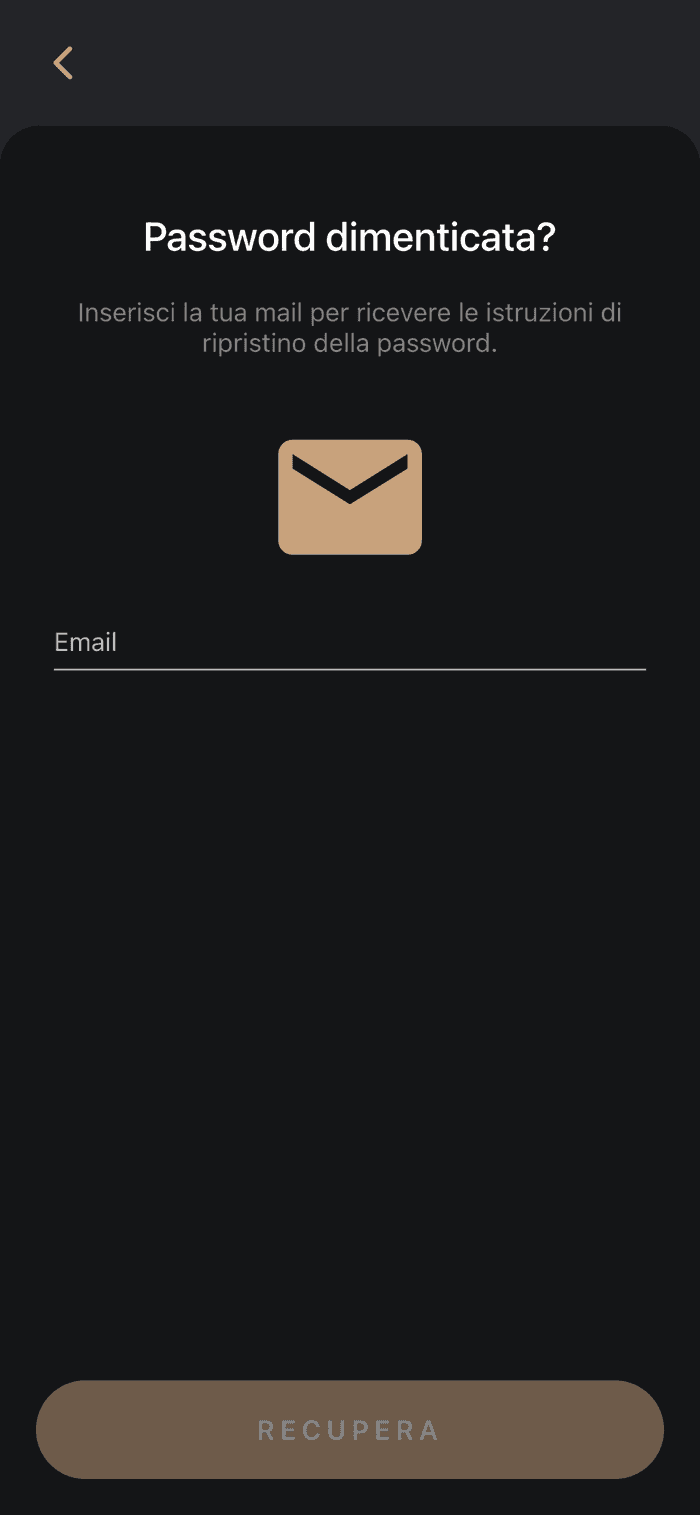 Password dimenticata?
Inserisci la tua mail per ricevere le istruzioni di
ripristino della password.
Email
RECUPERA